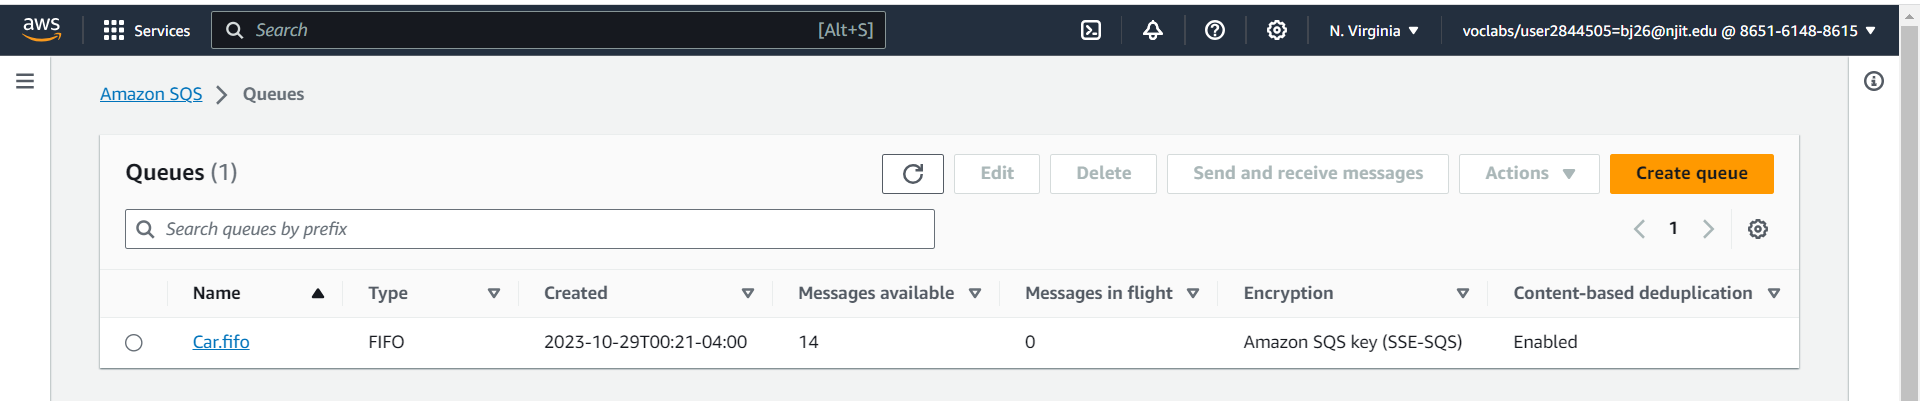 aws Services Search [Alt+S] N. Virginia voclabs/user2844505=bj26@njit.edu @ 8651-6148-8615
Amazon SQS Queues
Queues (1) Edit Delete Send and receive messages Actions Create queue
Search queues by prefix 1
Name Type Created Messages available Messages in flight Encryption Content-based deduplication
Car.fifo FIFO 2023-10-29T00:21-04:00 14 0 Amazon SQS key (SSE-SQS) Enabled